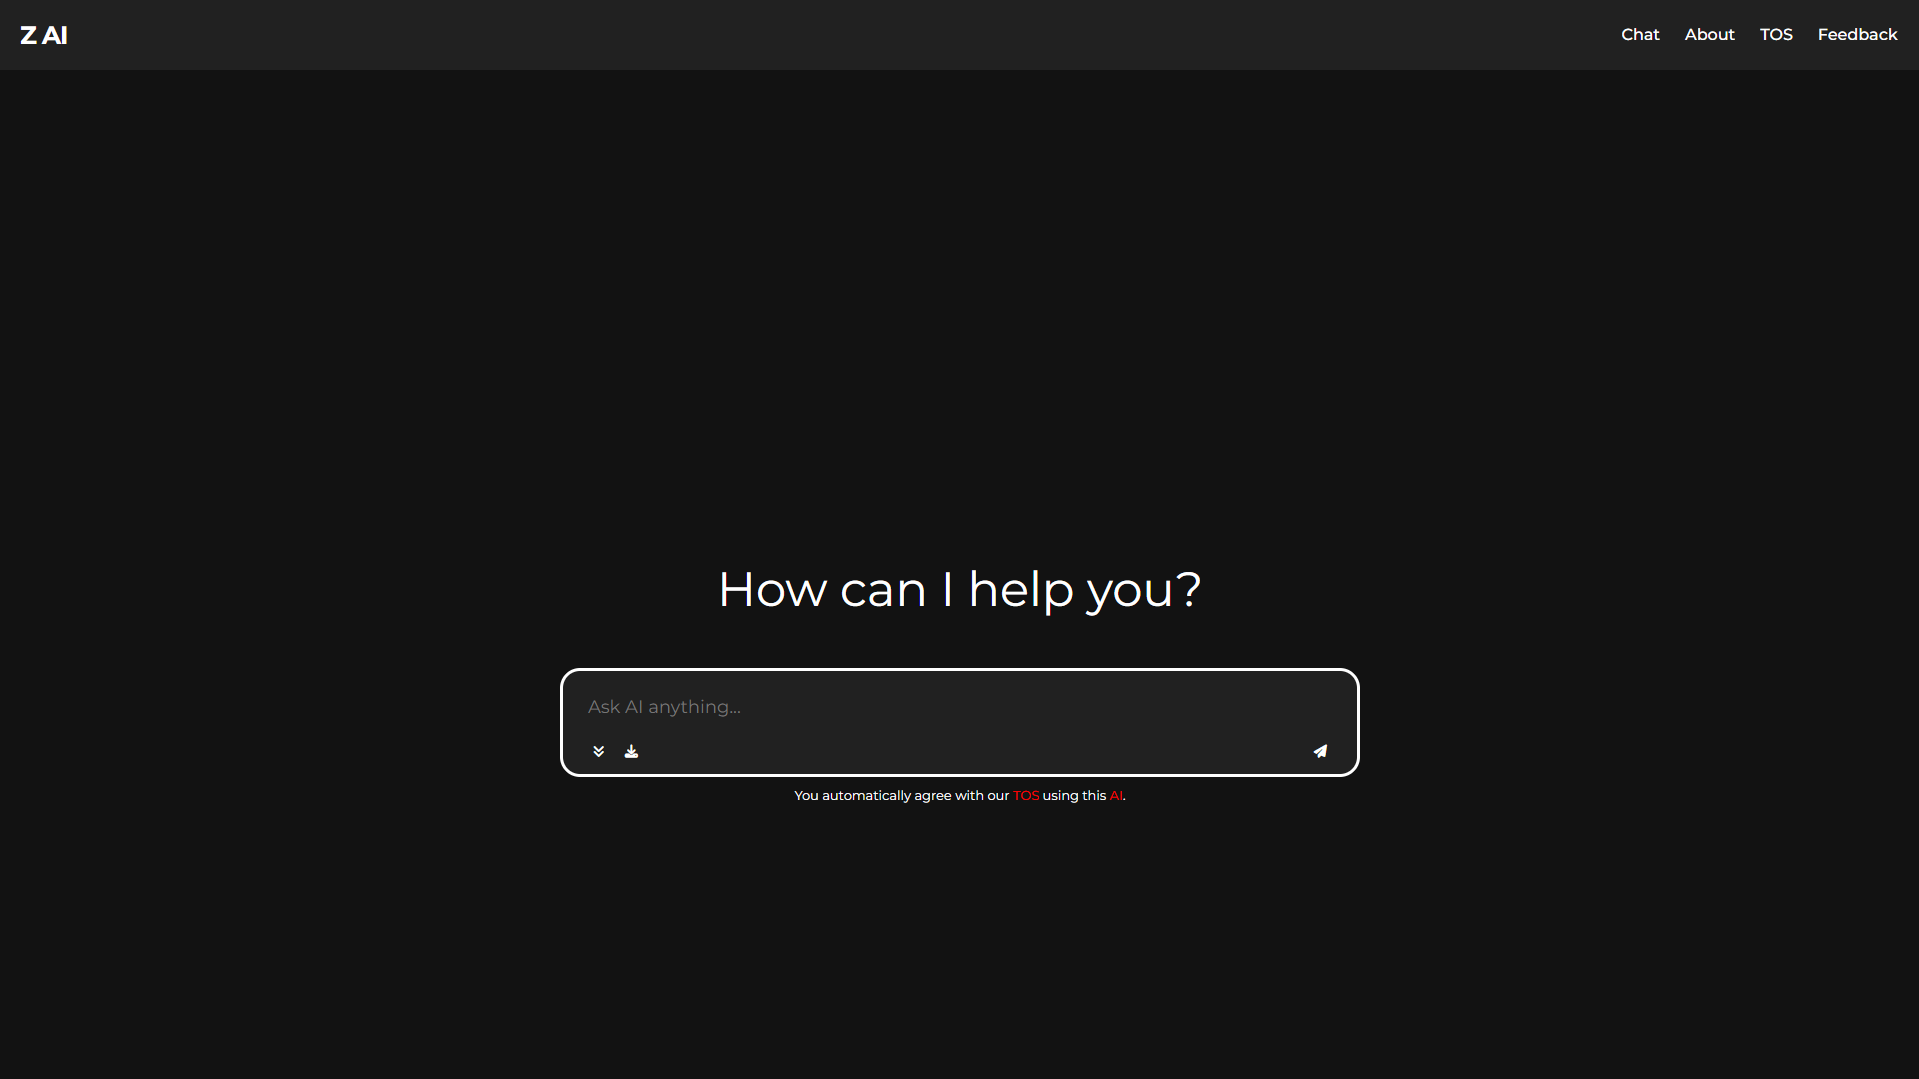 Z AI
Chat About TOS Feedback
How can I help you?
Ask AI anything...
You automatically agree with our TOS using this AI.